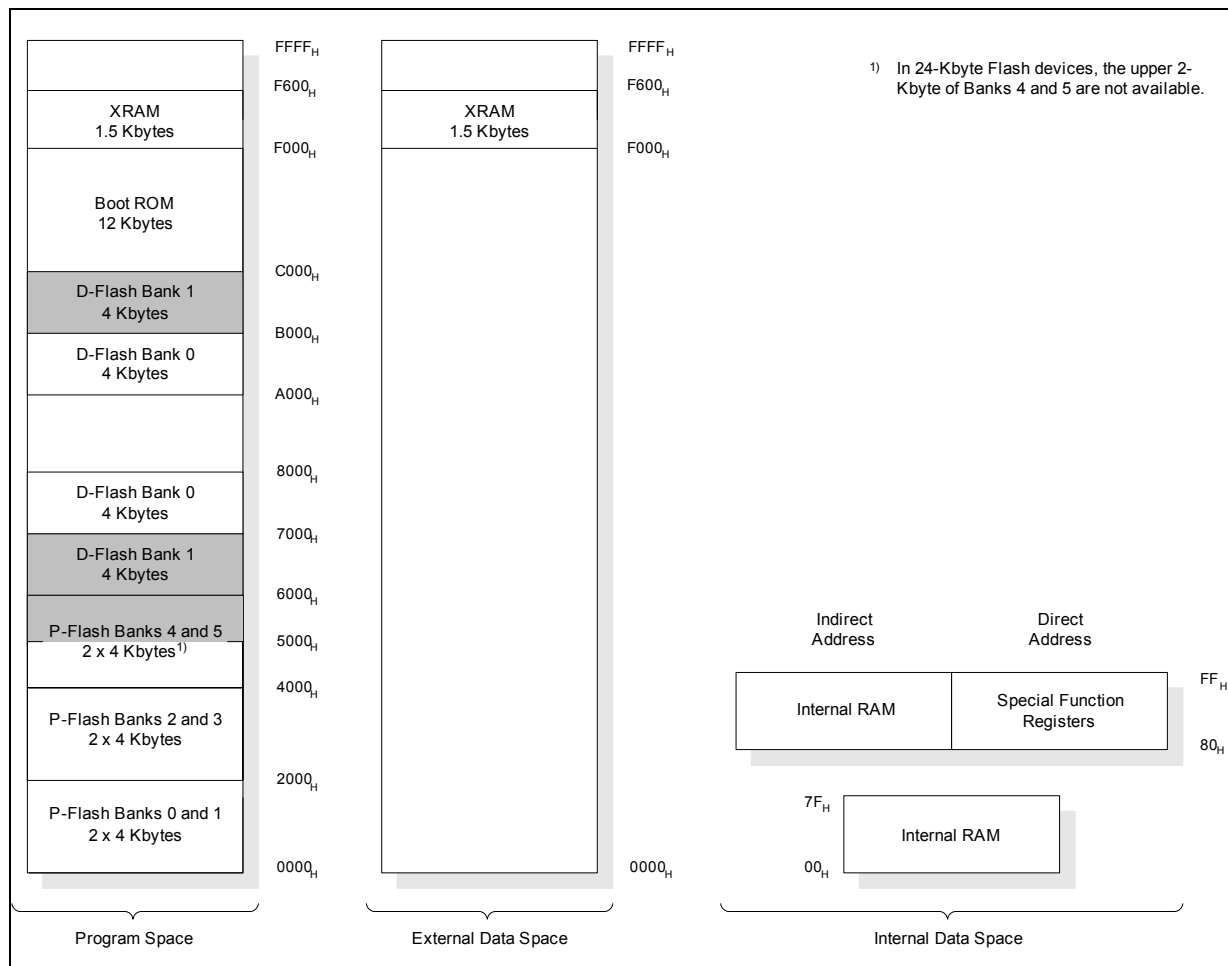 FFFFH
F600H
XRAM
1.5 Kbytes
F000H
Boot ROM
12 Kbytes
C000H
D-Flash Bank 1
4 Kbytes
B000H
D-Flash Bank 0
4 Kbytes
A000H
8000H
D-Flash Bank 0
4 Kbytes
7000H
D-Flash Bank 1
4 Kbytes
6000H
P-Flash Banks 4 and 5
2 x 4 Kbytes1)
5000H
4000H
P-Flash Banks 2 and 3
2 x 4 Kbytes
2000H
P-Flash Banks 0 and 1
2 x 4 Kbytes
0000H
Program Space
FFFFH
F600H
XRAM
1.5 Kbytes
F000H
0000H
External Data Space
1) In 24-Kbyte Flash devices, the upper 2-
Kbyte of Banks 4 and 5 are not available.
Indirect
Address
Direct
Address
Internal RAM
Special Function
Registers
FFH
80H
7FH
Internal RAM
00H
Internal Data Space